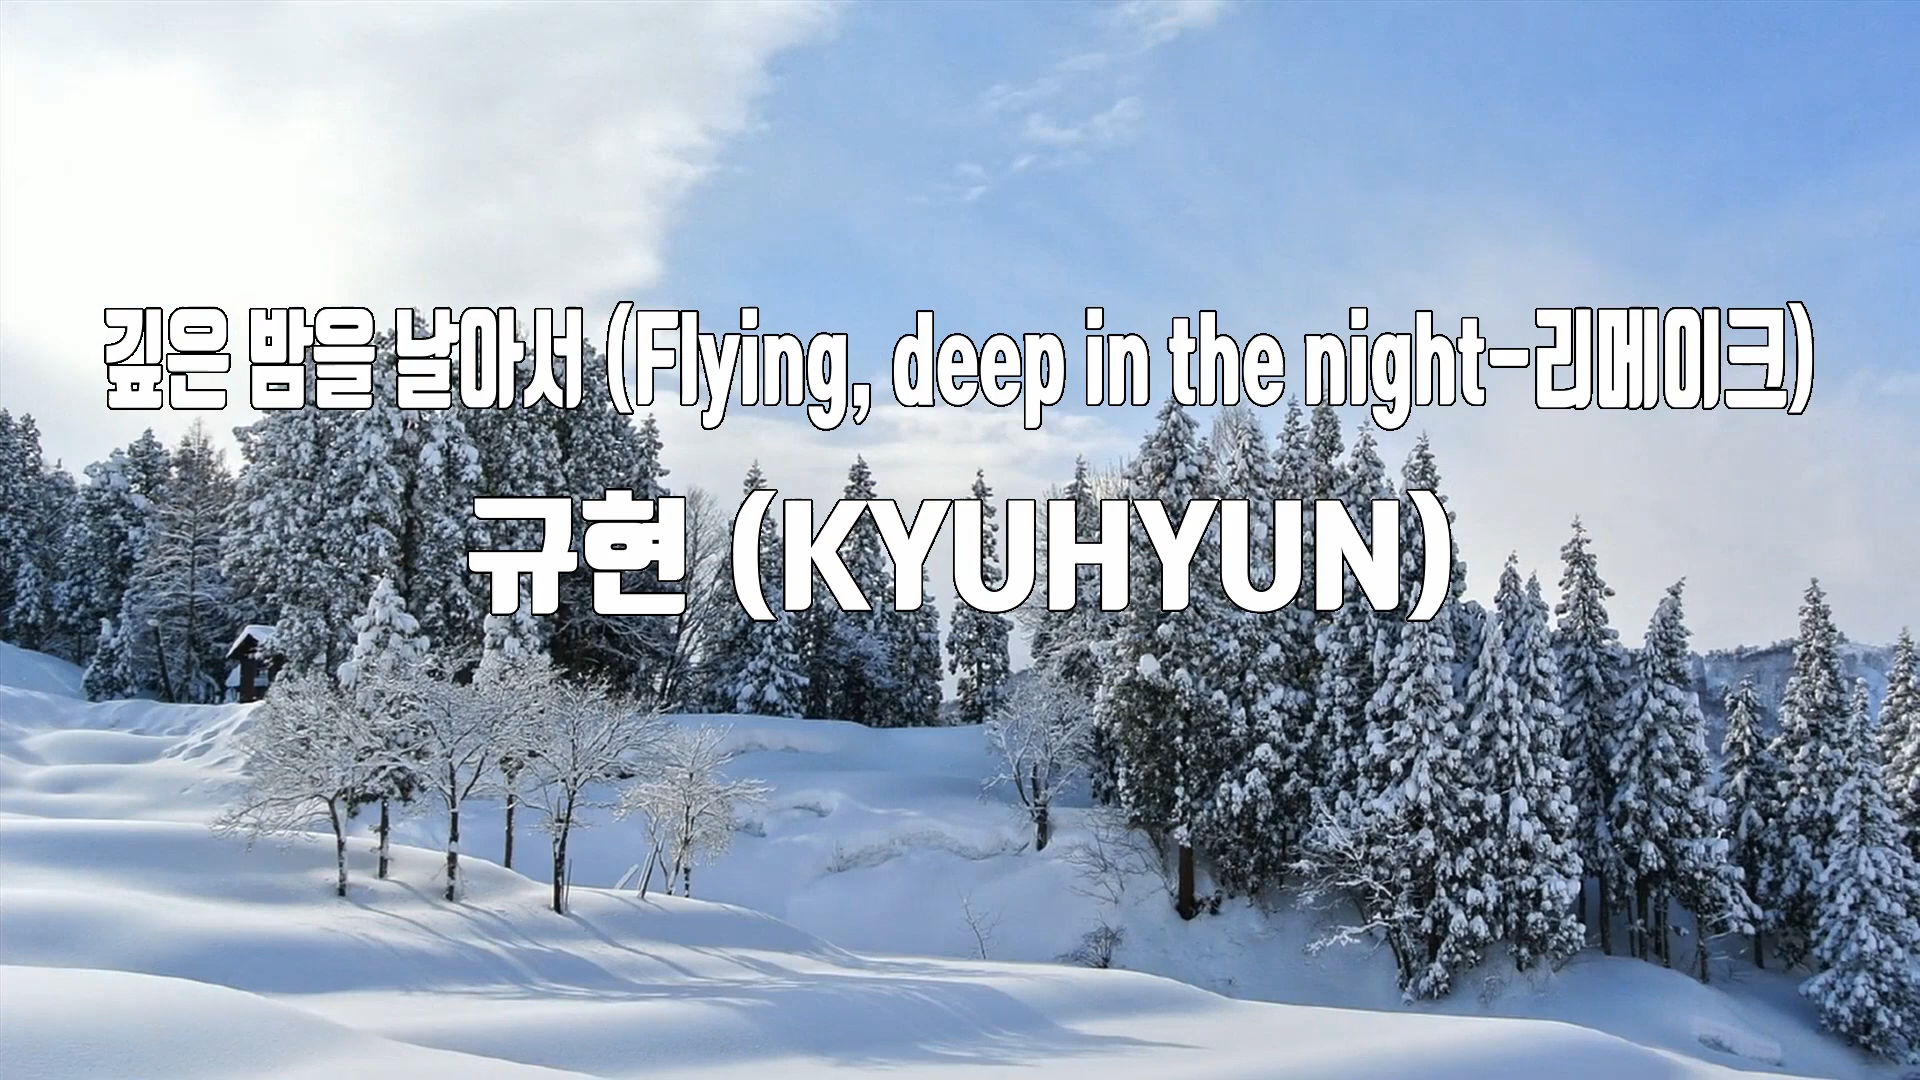 깊은 밤을 날아서 (Flying, deep in the night-리메이크)
규현 (KYUHYUN)